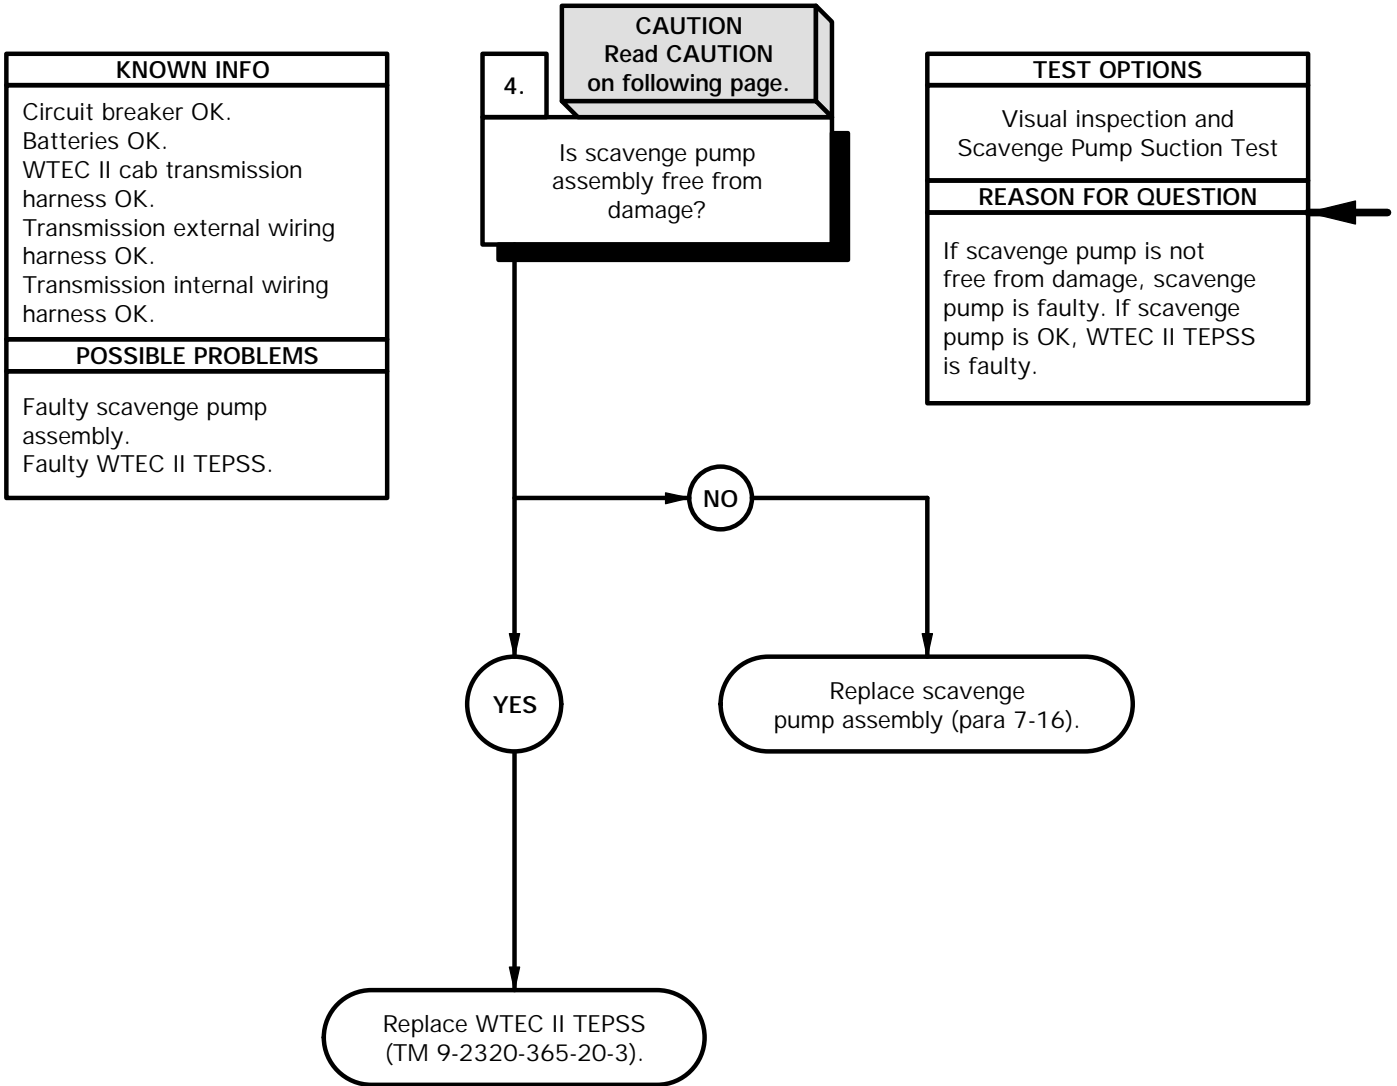 KNOWN INFO
Circuit breaker OK.
Batteries OK.
WTEC II cab transmission
harness OK.
Transmission external wiring
harness OK.
Transmission internal wiring
harness OK.
POSSIBLE PROBLEMS
Faulty scavenge pump
assembly.
Faulty WTEC II TEPSS.
CAUTION
Read CAUTION
on following page.
4.
Is scavenge pump
assembly free from
damage?
TEST OPTIONS
Visual inspection and
Scavenge Pump Suction Test
REASON FOR QUESTION
If scavenge pump is not
free from damage, scavenge
pump is faulty. If scavenge
pump is OK, WTEC II TEPSS
is faulty.
NO
YES
Replace scavenge
pump assembly (para 7-16).
Replace WTEC II TEPSS
(TM 9-2320-365-20-3).